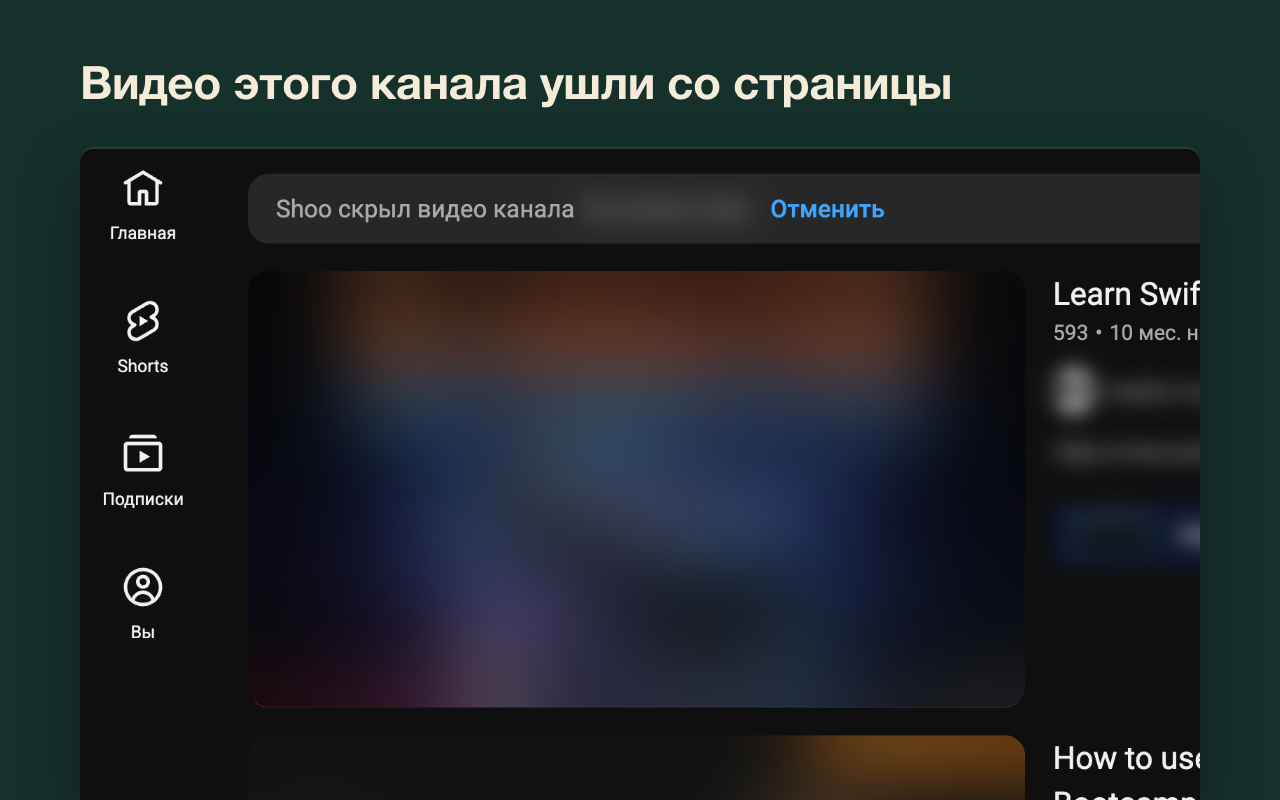 Видео этого канала ушли со страницы
Главная
Shorts
Подписки
Вы
Shoo скрыл видео канала
Отменить
Learn Swif
593 • 10 мес. н
How to use
Bootcamp